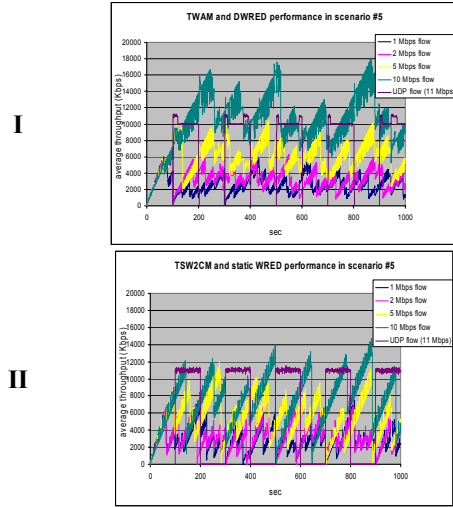 I
TWAM and DWRED performance in scenario #5
average throughput (Kbps)
20000
18000
16000
14000
12000
10000
8000
6000
4000
2000
0
0 200 400 600 800 1000
sec
1 Mbps flow
2 Mbps flow
5 Mbps flow
10 Mbps flow
UDP flow (11 Mbps)
II
TSW2CM and static WRED performance in scenario #5
average throughput (Kbps)
20000
18000
16000
14000
12000
10000
8000
6000
4000
2000
0
0 200 400 600 800 1000
sec
1 Mbps flow
2 Mbps flow
5 Mbps flow
10 Mbps flow
UDP flow (11 Mbps)